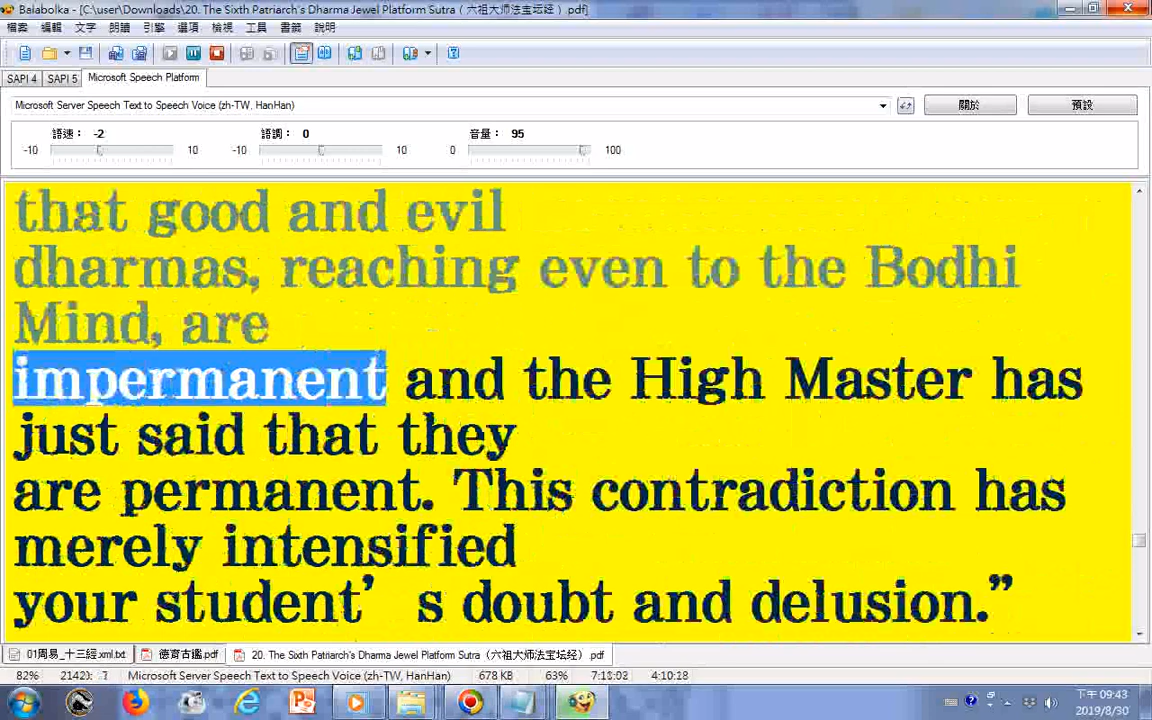 Balabolka - [C:\user\Downloads\20. The Sixth Patriarch's Dharma Jewel Platform Sutra（六祖大师法宝坛经）.pdf]
檔案 編輯 文字 朗讀 引擎 選項 檢視 工具 書籤 說明
SAPI 4 SAPI 5 Microsoft Speech Platform
Microsoft Server Speech Text to Speech Voice (zh-TW, HanHan) 關於 預設
語速： -2 語調： 0 音量： 95
-10 10 -10 10 0 100
that good and evil
dharmas, reaching even to the Bodhi
Mind, are
impermanent and the High Master has
just said that they
are permanent. This contradiction has
merely intensified
your student’s doubt and delusion.”
01周易_十三經.xml.txt 德育古鑑.pdf 20. The Sixth Patriarch's Dharma Jewel Platform Sutra（六祖大师法宝坛经）.pdf
82% Microsoft Server Speech Text to Speech Voice (zh-TW, HanHan) 678 KB 63% 4:10:28
下午 09:43
2019/8/30